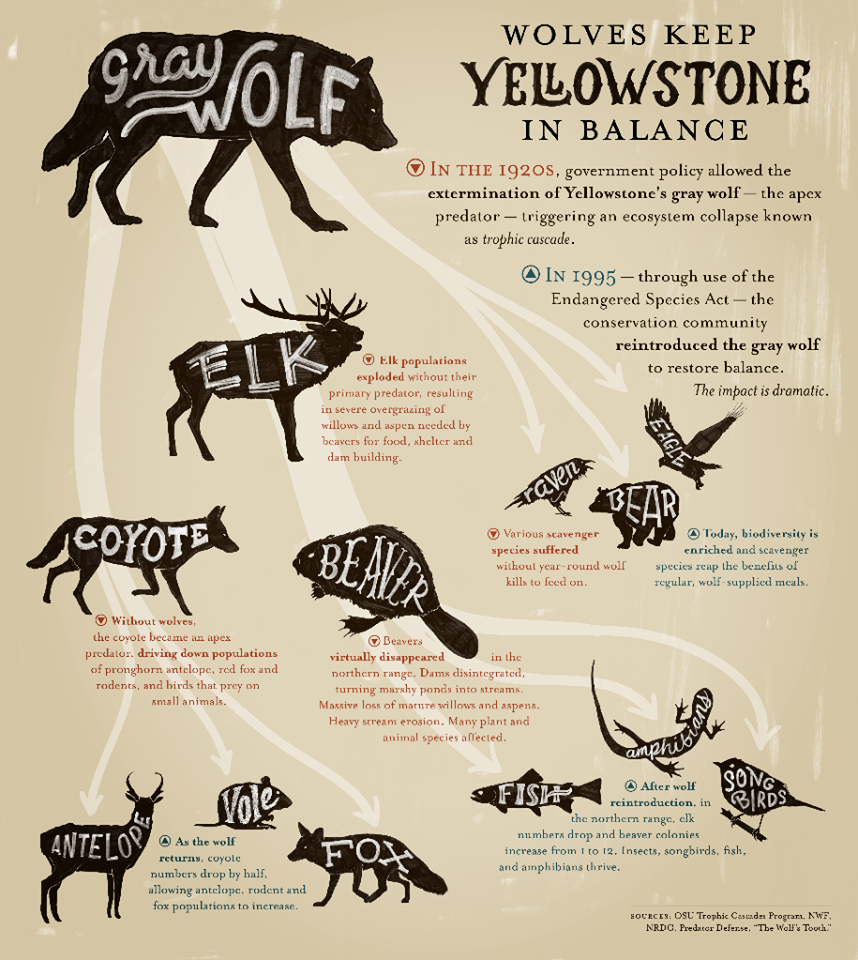 gray WOLF
WOLVES KEEP
YELLOWSTONE
IN BALANCE
IN THE 1920S, government policy allowed the
extermination of Yellowstone's gray wolf — the apex
predator — triggering an ecosystem collapse known
as trophic cascade.
IN 1995 — through use of the
Endangered Species Act — the
conservation community
reintroduced the gray wolf
to restore balance.
The impact is dramatic.
ELK
Elk populations
exploded without their
primary predator, resulting
in severe overgrazing of
willows and aspen needed by
beavers for food, shelter and
dam building.
EAGLE
raven
BEAR
Various scavenger
species suffered
without year-round wolf
kills to feed on.
Today, biodiversity is
enriched and scavenger
species reap the benefits of
regular, wolf-supplied meals.
COYOTE
Without wolves,
the coyote became an apex
predator, driving down populations
of pronghorn antelope, red fox and
rodents, and birds that prey on
small animals.
BEAVER
Beavers
virtually disappeared in the
northern range. Dams disintegrated,
turning marshy ponds into streams.
Massive loss of mature willows and aspens.
Heavy stream erosion. Many plant and
animal species affected.
amphibians
SONG
BIRDS
FISH
After wolf
reintroduction, in
the northern range, elk
numbers drop and beaver colonies
increase from 1 to 12. Insects, songbirds, fish,
and amphibians thrive.
ANTELOPE
Vole
FOX
As the wolf
returns, coyote
numbers drop by half,
allowing antelope, rodent and
fox populations to increase.
SOURCES: OSU Trophic Cascades Program, NWF,
NRDC, Predator Defense, "The Wolf's Tooth."